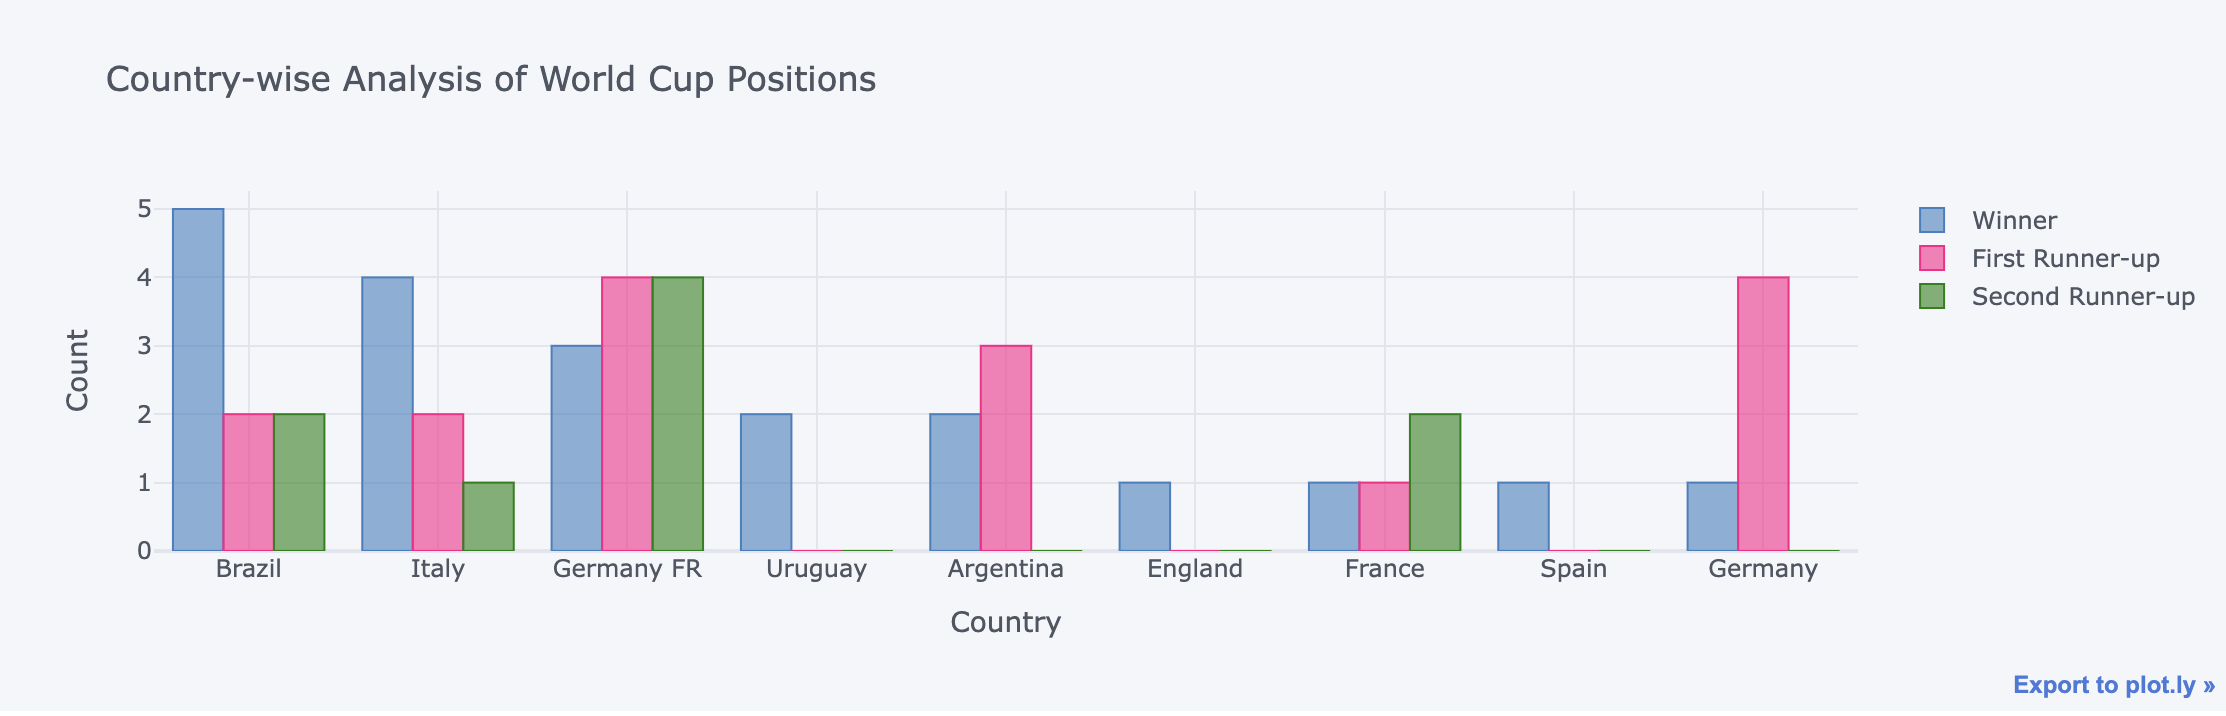 Country-wise Analysis of World Cup Positions
5
4
3
2
1
0
Count
Brazil Italy Germany FR Uruguay Argentina England France Spain Germany
Country
Winner
First Runner-up
Second Runner-up
Export to plot.ly »